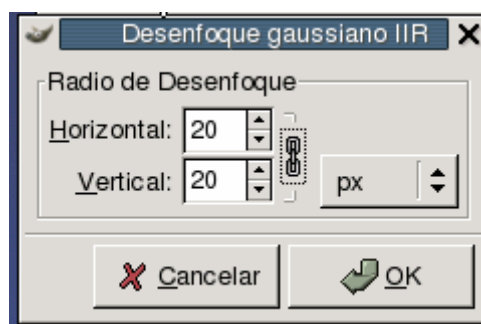 Desenfoque gaussiano IIR
Radio de Desenfoque
Horizontal: 20
Vertical: 20 px
Cancelar OK